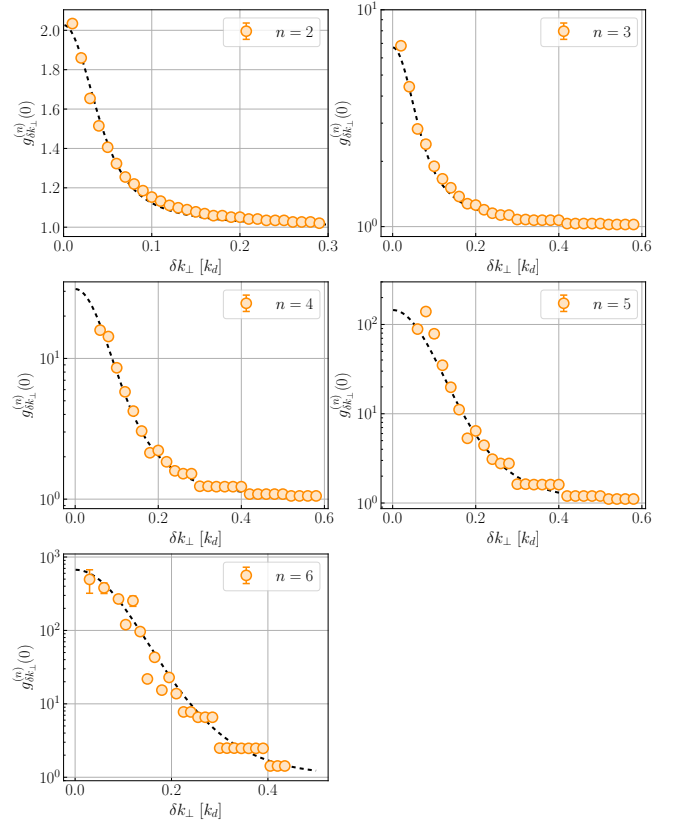 n = 2
g^{(n)}_{δk⊥}(0)
2.0
1.8
1.6
1.4
1.2
1.0
0.0 0.1 0.2 0.3
δk⊥ [k_d]
n = 3
g^{(n)}_{δk⊥}(0)
10^1
10^0
0.0 0.2 0.4 0.6
δk⊥ [k_d]
n = 4
g^{(n)}_{δk⊥}(0)
10^1
10^0
0.0 0.2 0.4 0.6
δk⊥ [k_d]
n = 5
g^{(n)}_{δk⊥}(0)
10^2
10^1
10^0
0.0 0.2 0.4 0.6
δk⊥ [k_d]
n = 6
g^{(n)}_{δk⊥}(0)
10^3
10^2
10^1
10^0
0.0 0.2 0.4
δk⊥ [k_d]